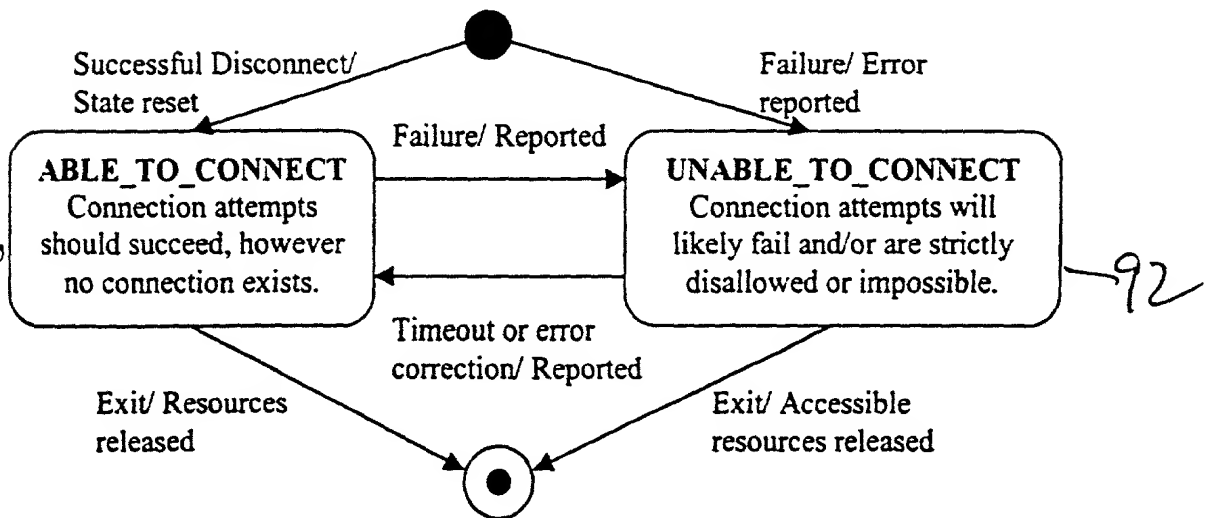 Successful Disconnect/
State reset
Failure/ Error
reported
Failure/ Reported
ABLE_TO_CONNECT
Connection attempts
should succeed, however
no connection exists.
UNABLE_TO_CONNECT
Connection attempts will
likely fail and/or are strictly
disallowed or impossible.
92
Timeout or error
correction/ Reported
Exit/ Resources
released
Exit/ Accessible
resources released